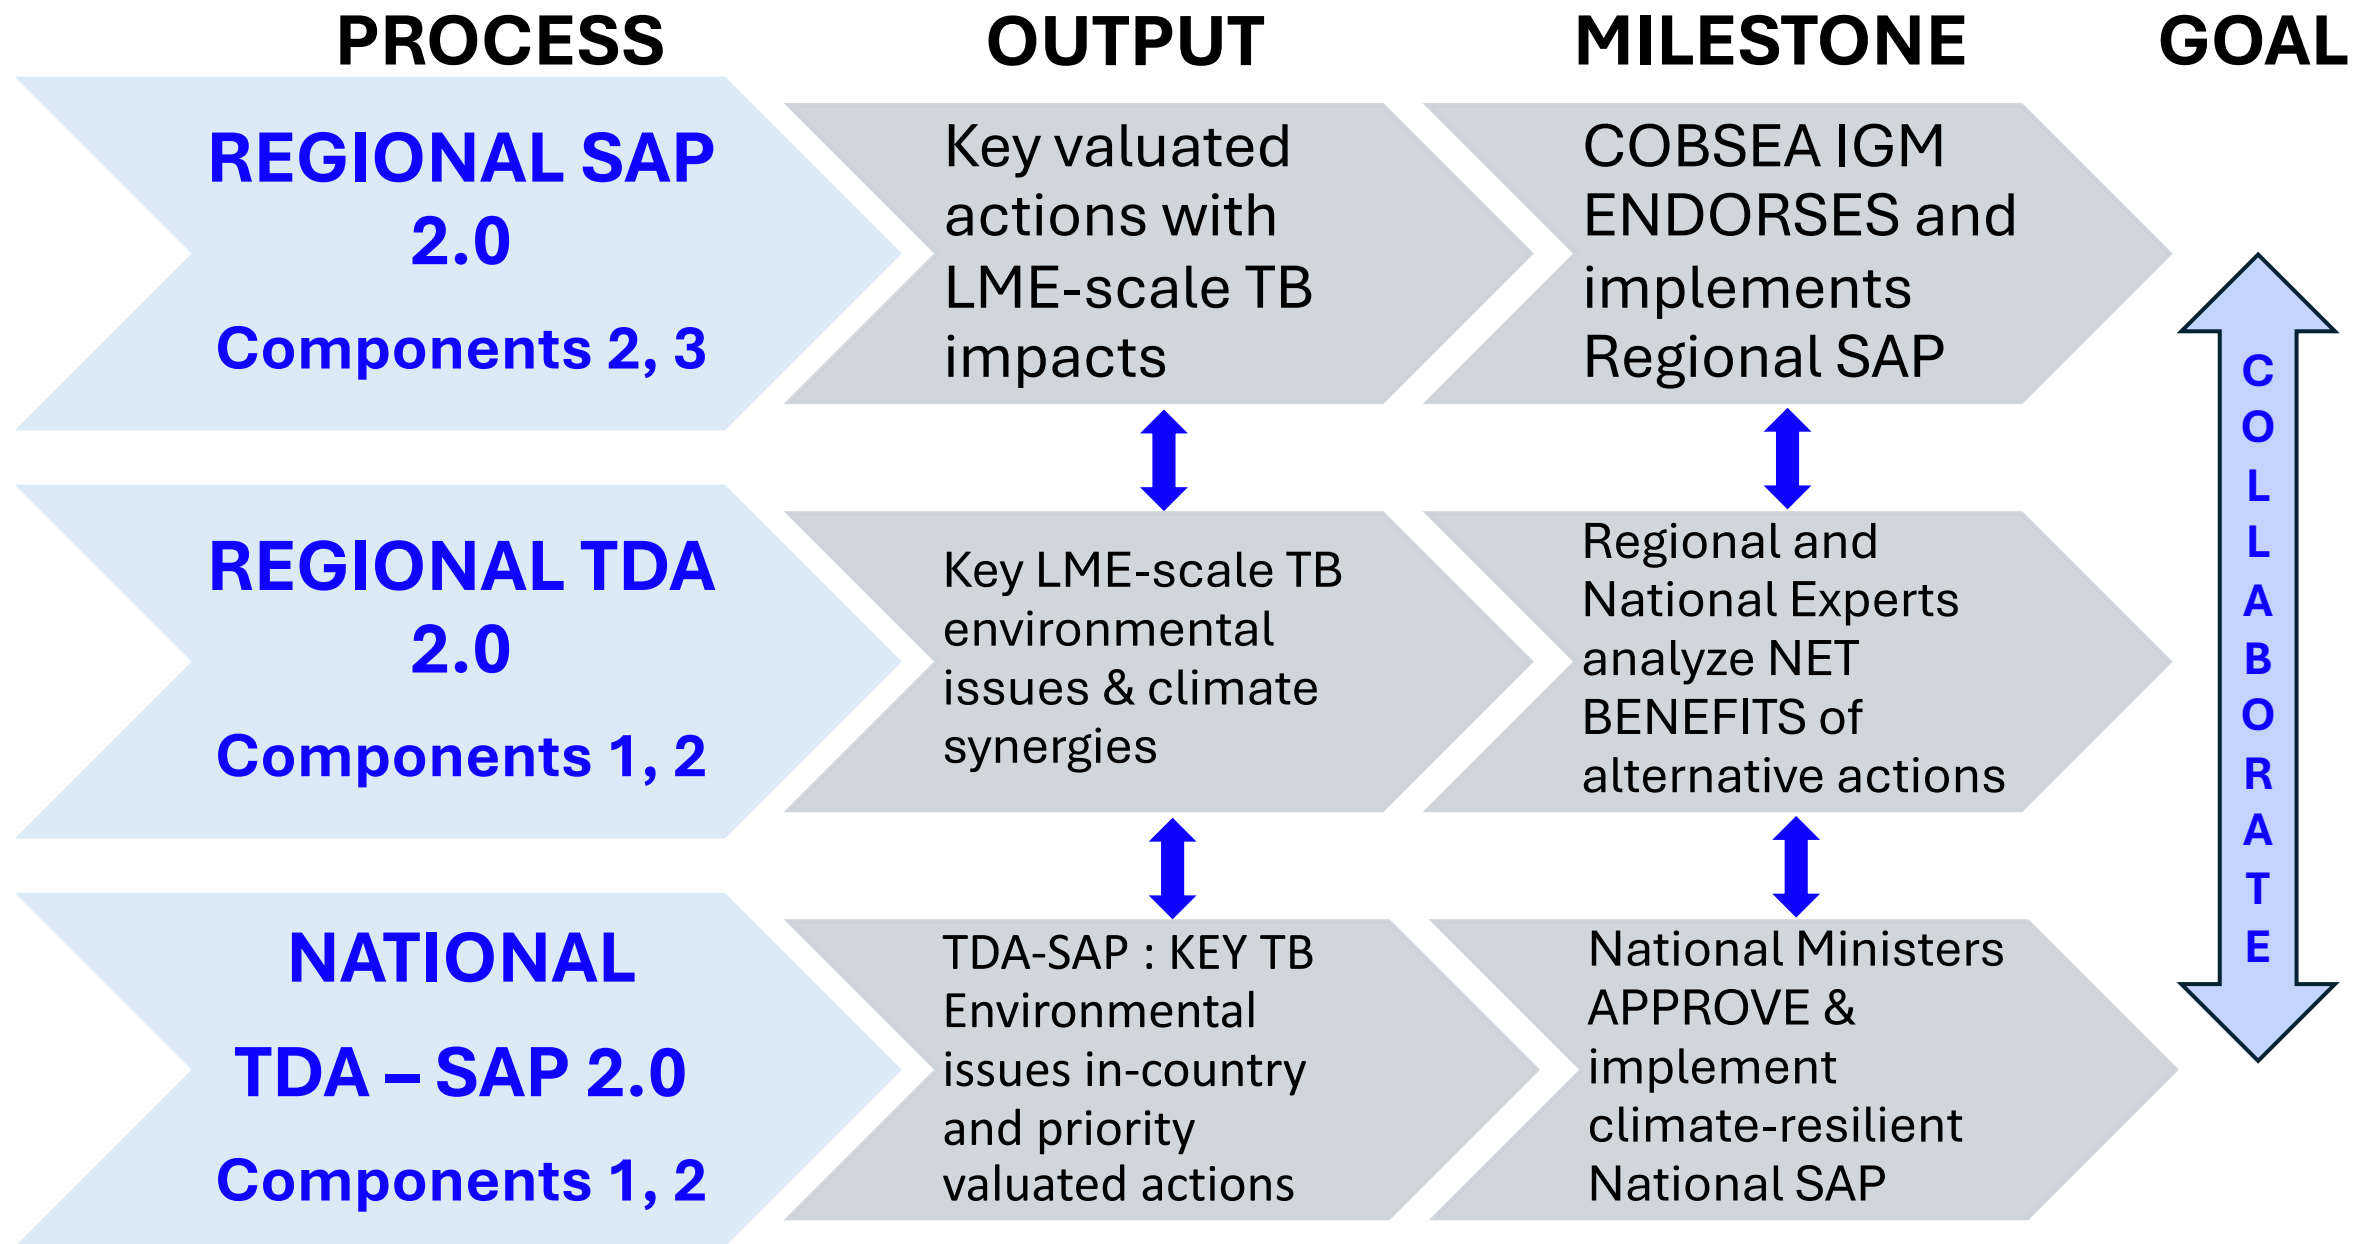 PROCESS OUTPUT MILESTONE GOAL
REGIONAL SAP
2.0
Components 2, 3
Key valuated
actions with
LME-scale TB
impacts
COBSEA IGM
ENDORSES and
implements
Regional SAP
REGIONAL TDA
2.0
Components 1, 2
Key LME-scale TB
environmental
issues & climate
synergies
Regional and
National Experts
analyze NET
BENEFITS of
alternative actions
NATIONAL
TDA – SAP 2.0
Components 1, 2
TDA-SAP : KEY TB
Environmental
issues in-country
and priority
valuated actions
National Ministers
APPROVE &
implement
climate-resilient
National SAP
COLLABORATE